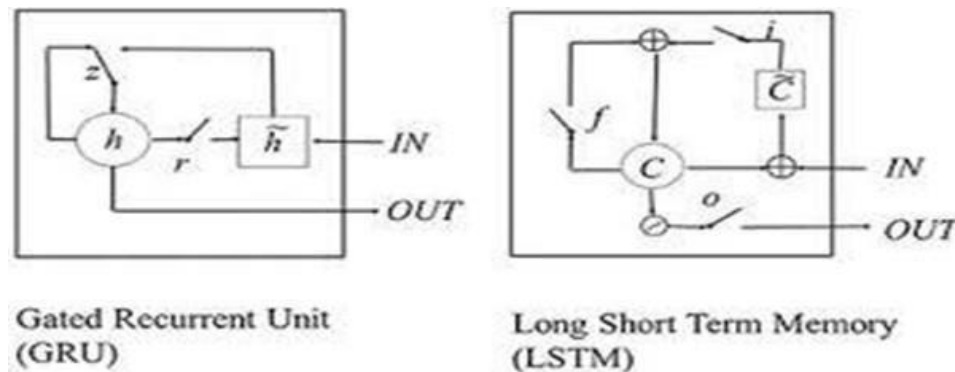 z
h
r
h̃
IN
OUT
Gated Recurrent Unit
(GRU)
i
C̃
f
C
IN
o
OUT
Long Short Term Memory
(LSTM)